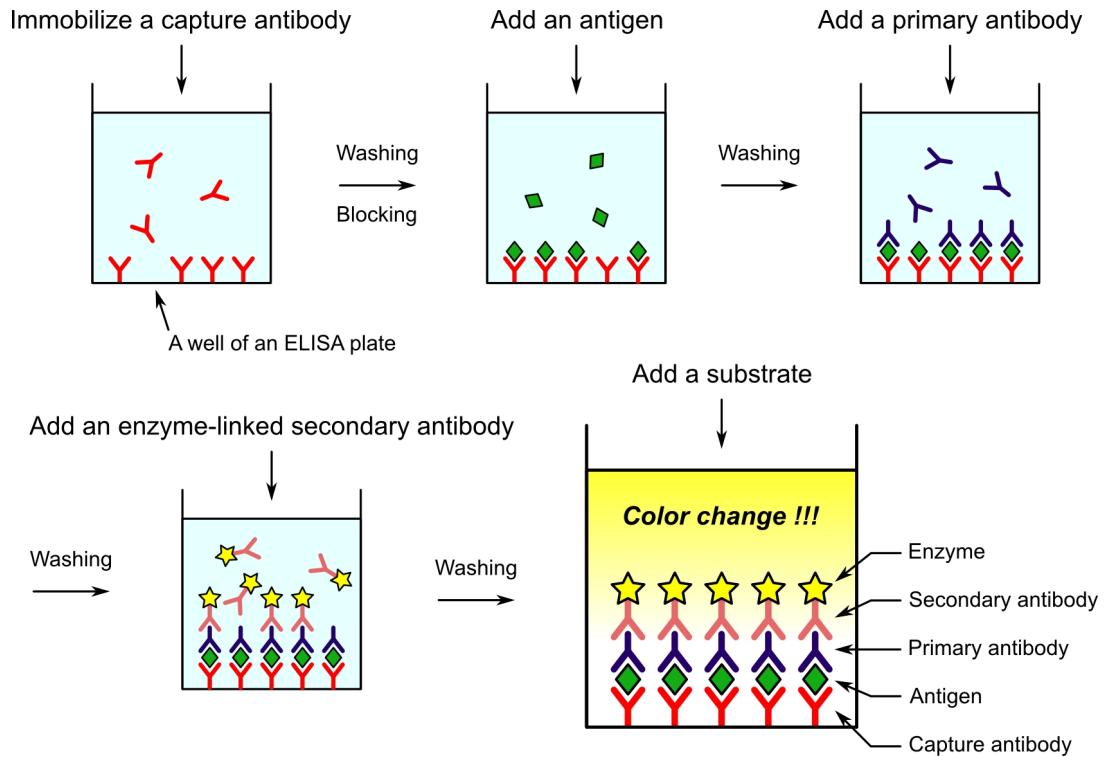 Immobilize a capture antibody
Add an antigen
Add a primary antibody
Washing
Blocking
Washing
A well of an ELISA plate
Add a substrate
Add an enzyme-linked secondary antibody
Washing
Washing
Color change !!!
Enzyme
Secondary antibody
Primary antibody
Antigen
Capture antibody